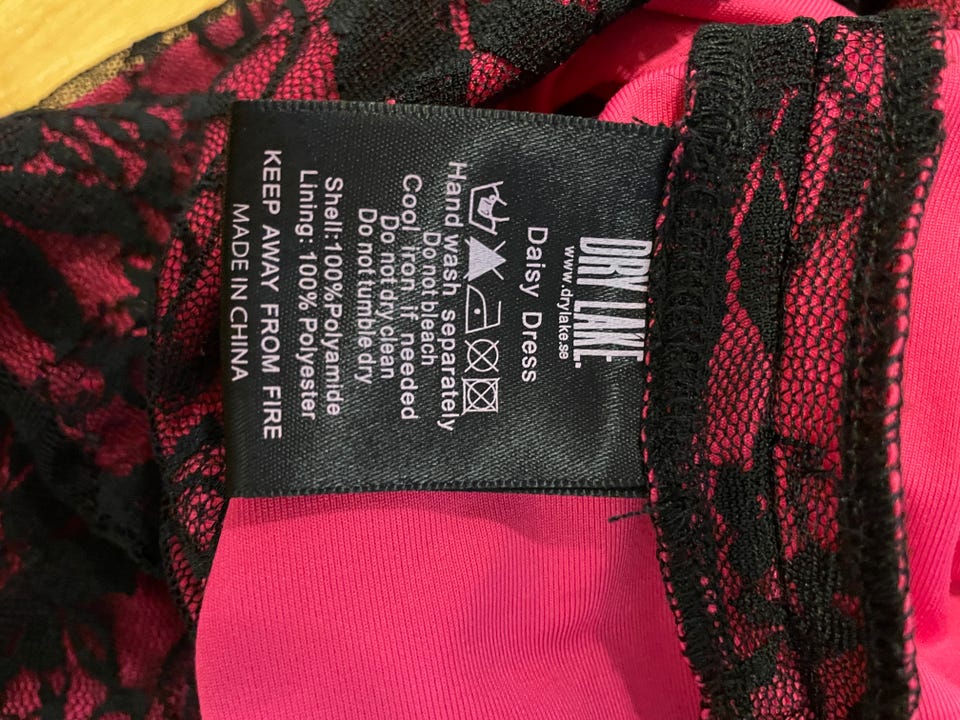 DRY LAKE.
www.drylake.se
Daisy Dress
Hand wash separately
Do not bleach
Cool iron if needed
Do not dry clean
Do not tumble dry
Shell:100%Polyamide
Lining: 100% Polyester
KEEP AWAY FROM FIRE
MADE IN CHINA